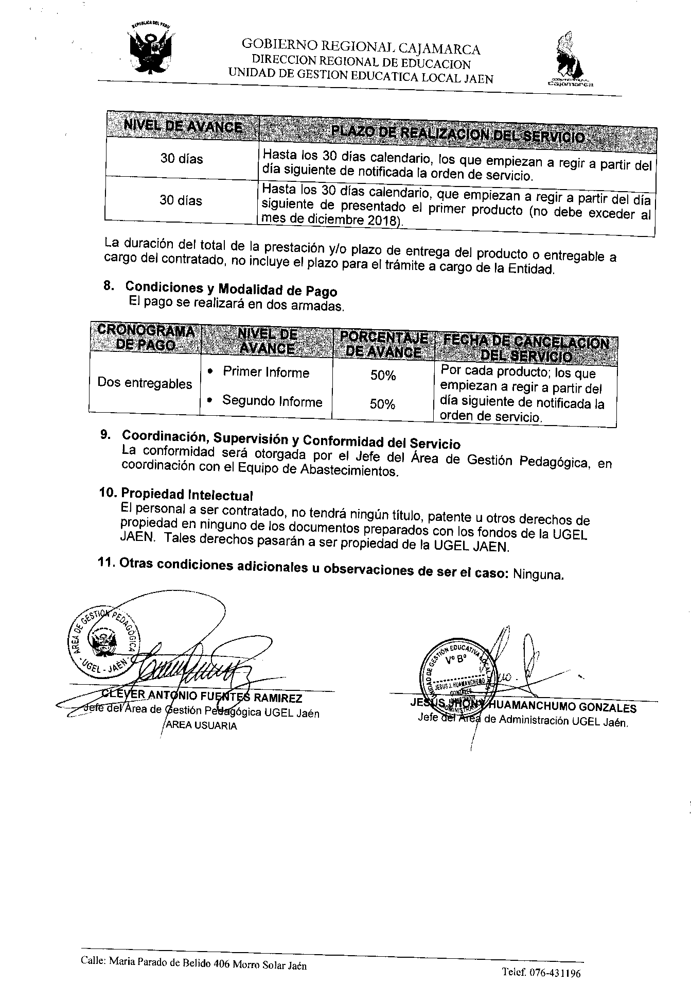 REPUBLICA DEL PERU
GOBIERNO REGIONAL CAJAMARCA
DIRECCION REGIONAL DE EDUCACION
UNIDAD DE GESTION EDUCATICA LOCAL JAEN
Cajamarca
NIVEL DE AVANCE
PLAZO DE REALIZACION DEL SERVICIO
30 días
Hasta los 30 días calendario, los que empiezan a regir a partir del
día siguiente de notificada la orden de servicio.
30 días
Hasta los 30 días calendario, que empiezan a regir a partir del día
siguiente de presentado el primer producto (no debe exceder al
mes de diciembre 2018).
La duración del total de la prestación y/o plazo de entrega del producto o entregable a
cargo del contratado, no incluye el plazo para el trámite a cargo de la Entidad.
8. Condiciones y Modalidad de Pago
El pago se realizará en dos armadas.
CRONOGRAMA
DE PAGO
NIVEL DE
AVANCE
PORCENTAJE
DE AVANCE
FECHA DE CANCELACION
DEL SERVICIO
Dos entregables
• Primer Informe
• Segundo Informe
50%
50%
Por cada producto; los que
empiezan a regir a partir del
día siguiente de notificada la
orden de servicio.
9. Coordinación, Supervisión y Conformidad del Servicio
La conformidad será otorgada por el Jefe del Área de Gestión Pedagógica, en
coordinación con el Equipo de Abastecimientos.
10. Propiedad Intelectual
El personal a ser contratado, no tendrá ningún título, patente u otros derechos de
propiedad en ninguno de los documentos preparados con los fondos de la UGEL
JAEN. Tales derechos pasarán a ser propiedad de la UGEL JAEN.
11. Otras condiciones adicionales u observaciones de ser el caso: Ninguna.
AREA DE GESTION PEDAGOGICA
- UGEL - JAÉN -
CLEVER ANTONIO FUENTES RAMIREZ
Jefe del Área de Gestión Pedagógica UGEL Jaén
AREA USUARIA
UNIDAD DE GESTIÓN EDUCATIVA LOCAL JAEN
V° B°
JESUS J. HUAMANCHUMO
GONZALES
JESUS JHONY HUAMANCHUMO GONZALES
Jefe del Area de Administración UGEL Jaén.
Calle: Maria Parado de Belido 406 Morro Solar Jaén
Telef. 076-431196